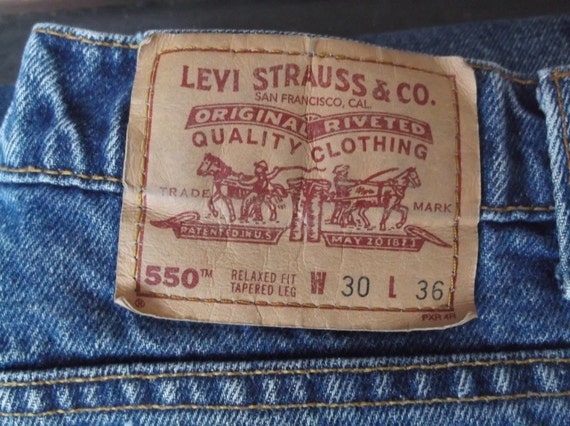 LEVI STRAUSS & CO.
SAN FRANCISCO, CAL.
ORIGINAL RIVETED
QUALITY CLOTHING
TRADE MARK
PATENTED IN U.S. MAY 20 1873
550™ RELAXED FIT
TAPERED LEG W 30 L 36
®